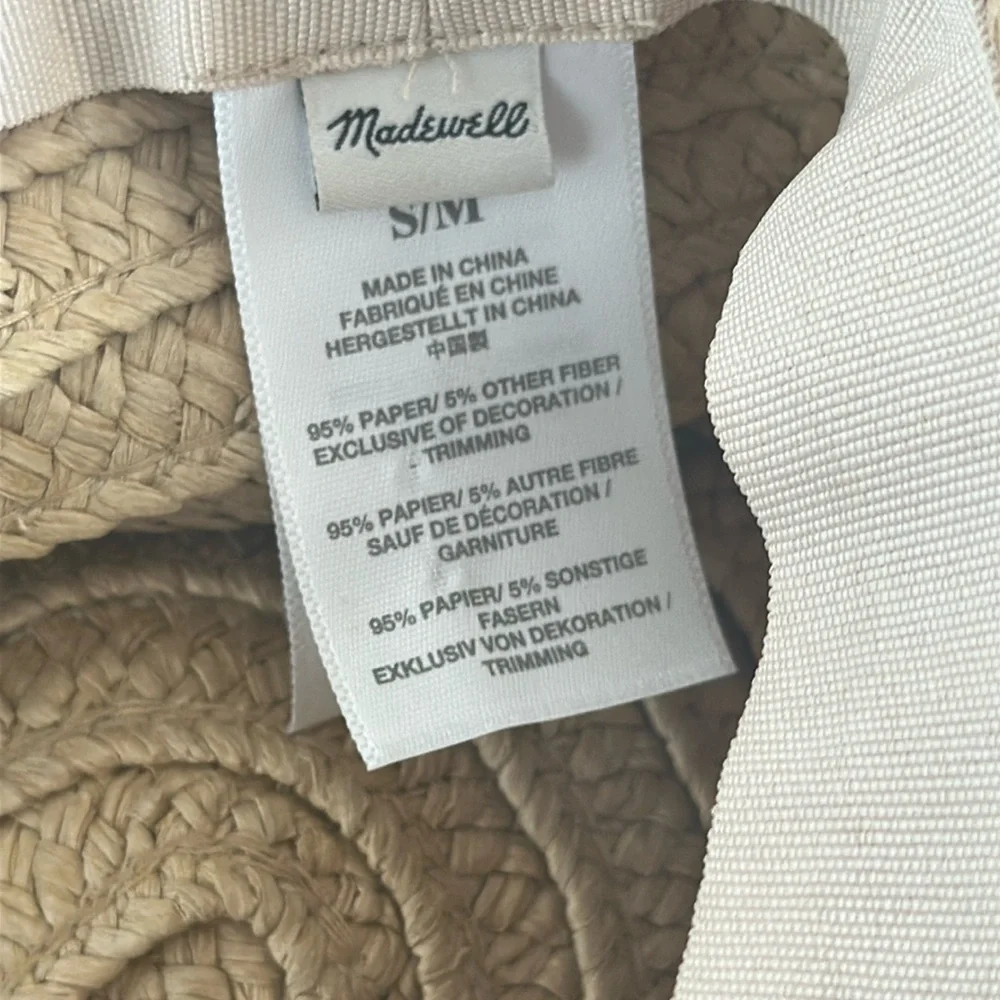 Madewell
S/M
MADE IN CHINA
FABRIQUÉ EN CHINE
HERGESTELLT IN CHINA
中国製
95% PAPER/ 5% OTHER FIBER
EXCLUSIVE OF DECORATION /
TRIMMING
95% PAPIER/ 5% AUTRE FIBRE
SAUF DE DÉCORATION /
GARNITURE
95% PAPIER/ 5% SONSTIGE
FASERN
EXKLUSIV VON DEKORATION /
TRIMMING